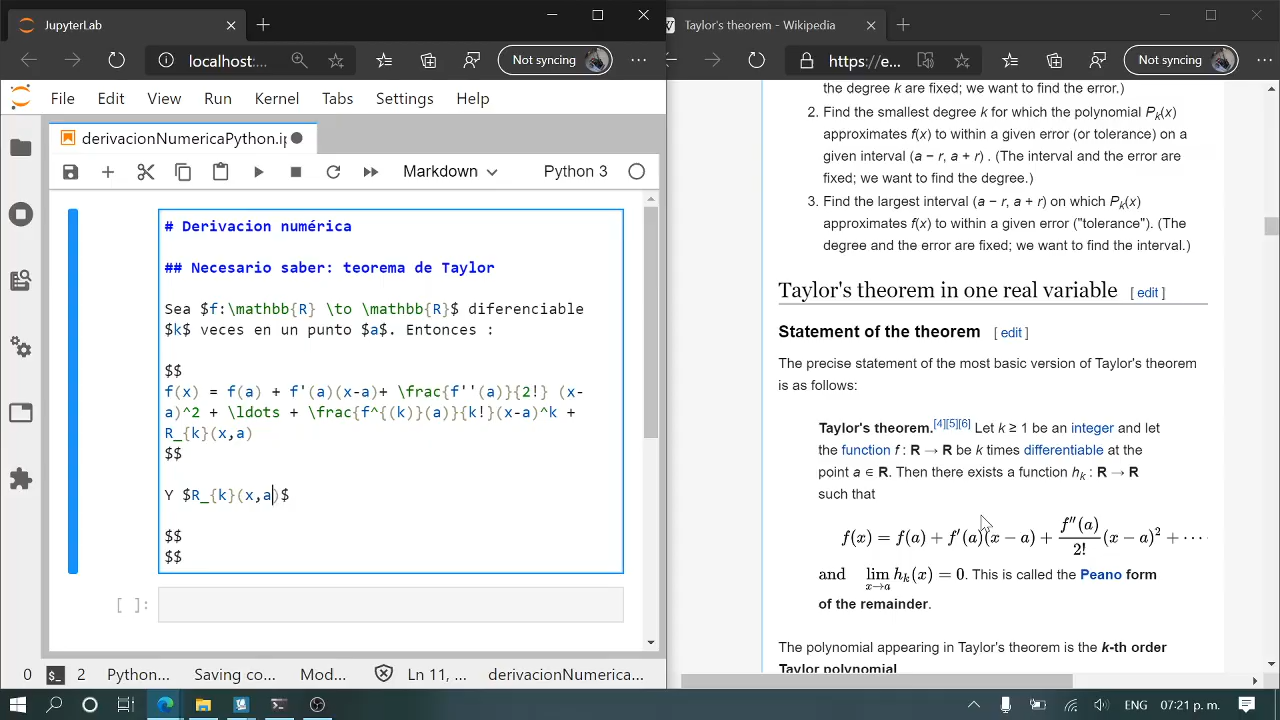 JupyterLab
Taylor's theorem - Wikipedia
localhost:...
Not syncing
https://e...
Not syncing
File Edit View Run Kernel Tabs Settings Help
derivacionNumericaPython.ip
Markdown
Python 3
# Derivacion numérica
## Necesario saber: teorema de Taylor
Sea $f:\mathbb{R} \to \mathbb{R}$ diferenciable
$k$ veces en un punto $a$. Entonces :
$$
f(x) = f(a) + f'(a)(x-a)+ \frac{f''(a)}{2!} (x-
a)^2 + \ldots + \frac{f^{(k)}(a)}{k!}(x-a)^k +
R_{k}(x,a)
$$
Y $R_{k}(x,a)$
$$
$$
[ ]:
0
2
Python...
Saving co...
Mod...
Ln 11, ...
derivacionNumerica...
the degree k are fixed; we want to find the error.)
2. Find the smallest degree k for which the polynomial Pk(x)
approximates f(x) to within a given error (or tolerance) on a
given interval (a − r, a + r) . (The interval and the error are
fixed; we want to find the degree.)
3. Find the largest interval (a − r, a + r) on which Pk(x)
approximates f(x) to within a given error ("tolerance"). (The
degree and the error are fixed; we want to find the interval.)
Taylor's theorem in one real variable [ edit ]
Statement of the theorem [ edit ]
The precise statement of the most basic version of Taylor's theorem
is as follows:
Taylor's theorem.[4][5][6] Let k ≥ 1 be an integer and let
the function f : R → R be k times differentiable at the
point a ∈ R. Then there exists a function hk : R → R
such that
f(x) = f(a) + f′(a)(x − a) + f″(a)/2! (x − a)² + ⋯
and lim x→a hk(x) = 0. This is called the Peano form
of the remainder.
The polynomial appearing in Taylor's theorem is the k-th order
Taylor polynomial
ENG
07:21 p. m.